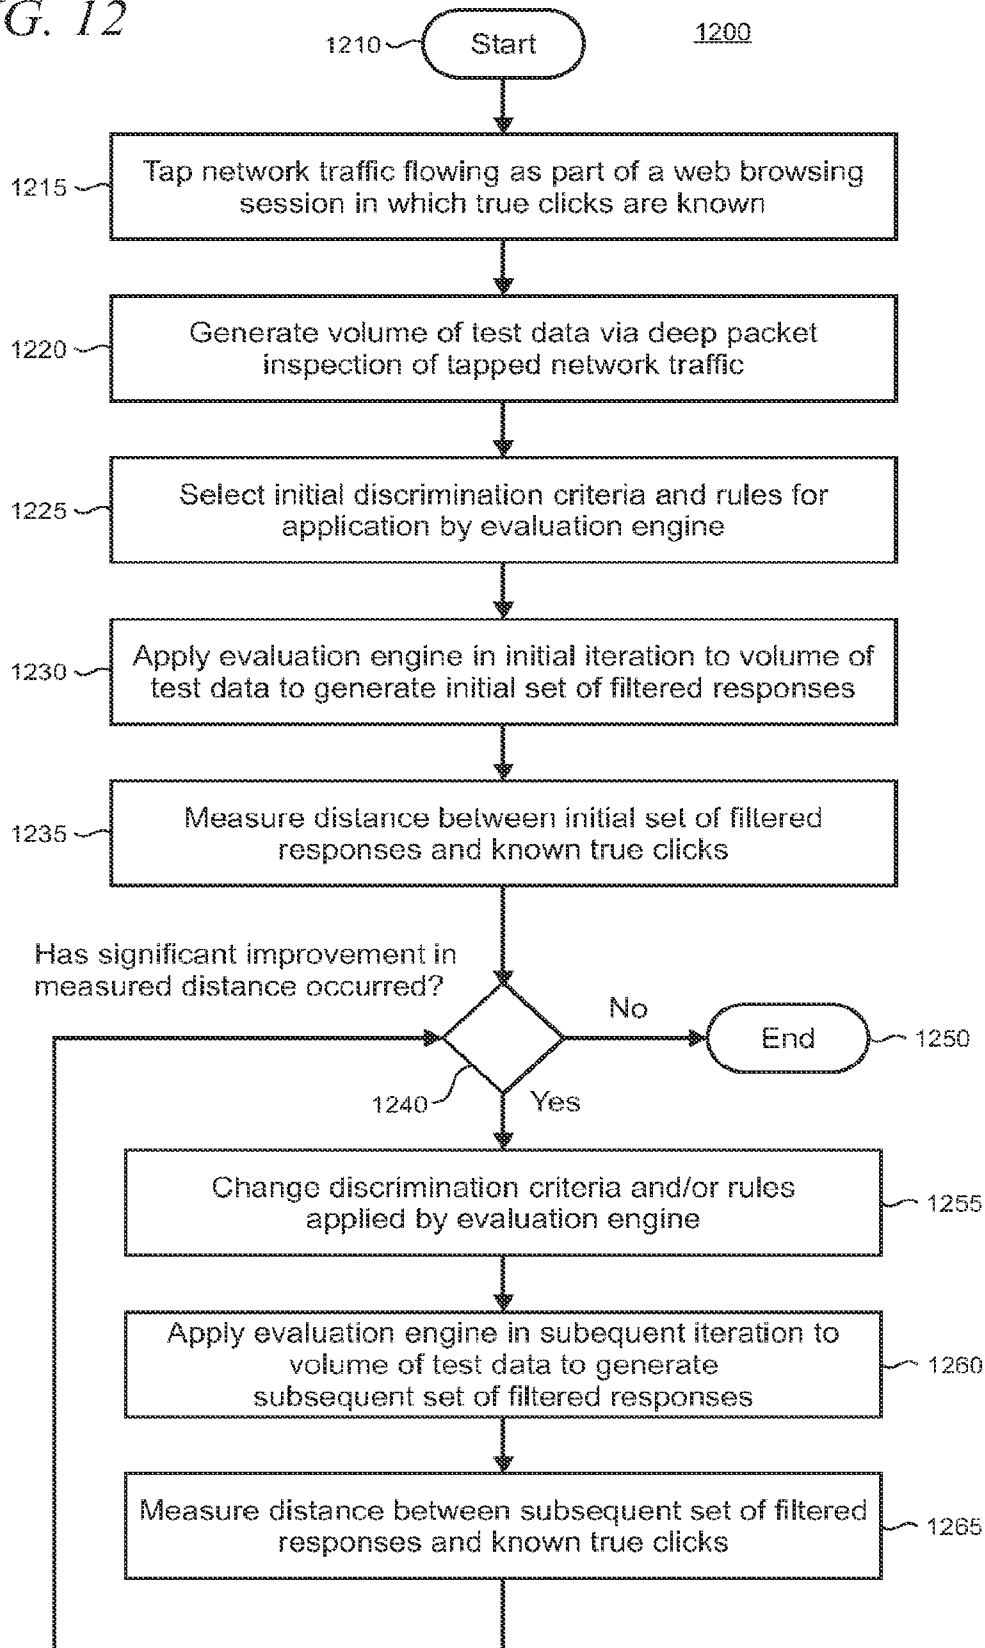 G. 12
1210
Start
1200
1215
Tap network traffic flowing as part of a web browsing
session in which true clicks are known
1220
Generate volume of test data via deep packet
inspection of tapped network traffic
1225
Select initial discrimination criteria and rules for
application by evaluation engine
1230
Apply evaluation engine in initial iteration to volume of
test data to generate initial set of filtered responses
1235
Measure distance between initial set of filtered
responses and known true clicks
Has significant improvement in
measured distance occurred?
No
End
1250
1240
Yes
Change discrimination criteria and/or rules
applied by evaluation engine
1255
Apply evaluation engine in subequent iteration to
volume of test data to generate
subsequent set of filtered responses
1260
Measure distance between subsequent set of filtered
responses and known true clicks
1265